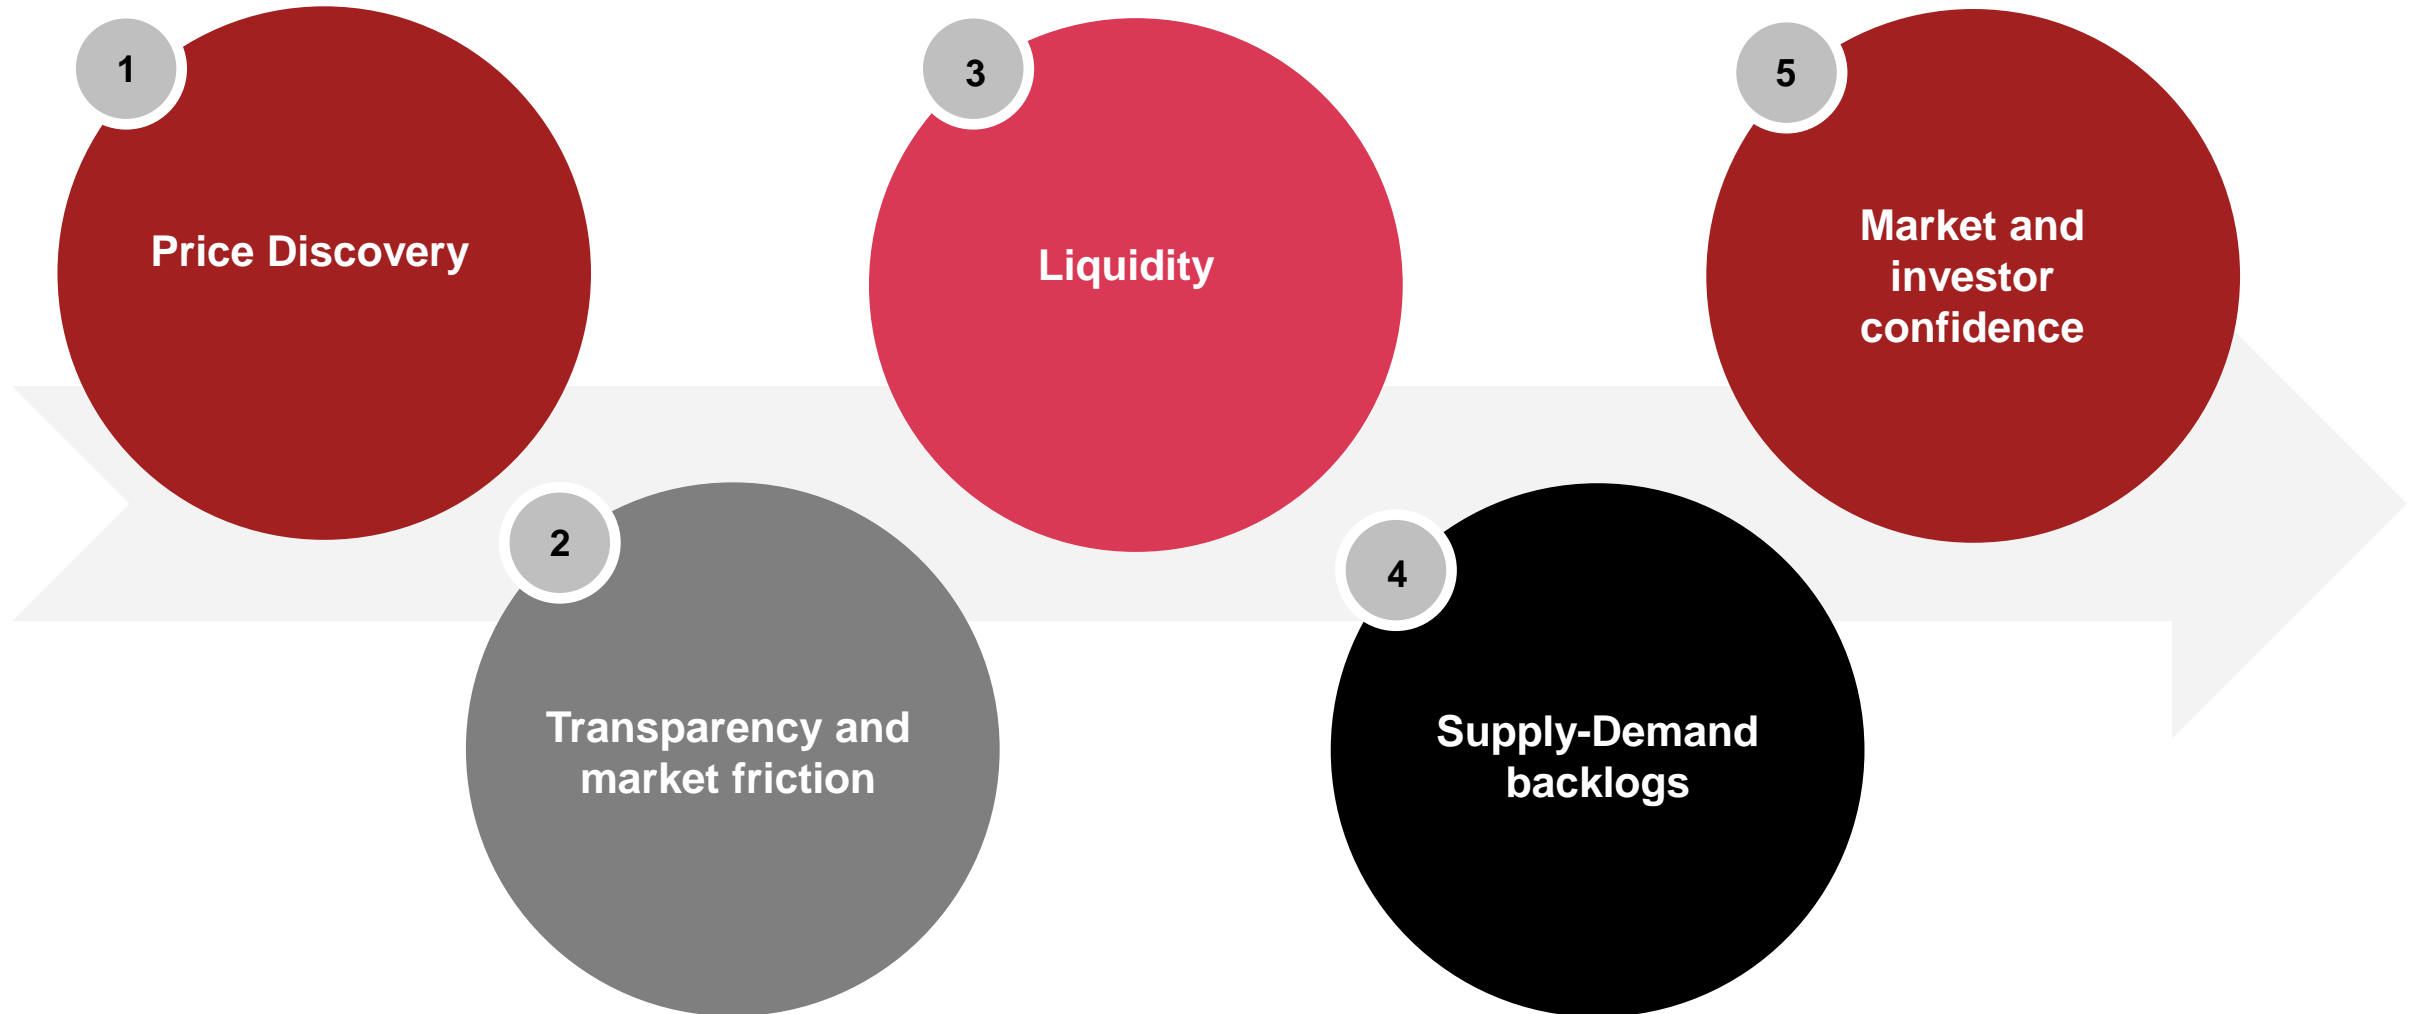 1
Price Discovery
2
Transparency and
market friction
3
Liquidity
4
Supply-Demand
backlogs
5
Market and
investor
confidence